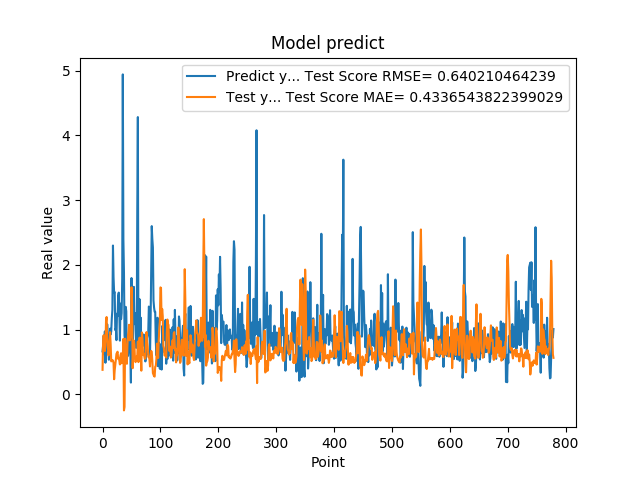 Model predict
Predict y... Test Score RMSE= 0.640210464239
Test y... Test Score MAE= 0.4336543822399029
Real value
5
4
3
2
1
0
0 100 200 300 400 500 600 700 800
Point